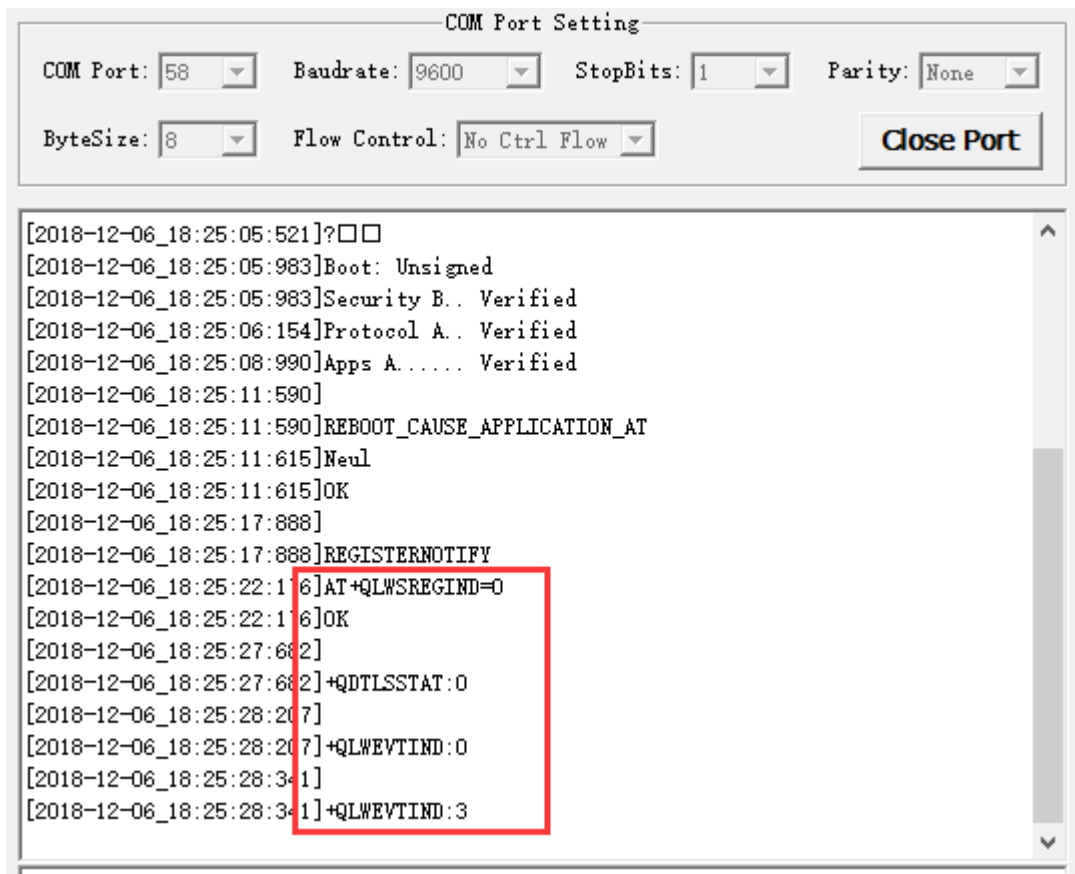 COM Port Setting
COM Port: 58 Baudrate: 9600 StopBits: 1 Parity: None
ByteSize: 8 Flow Control: No Ctrl Flow Close Port
[2018-12-06_18:25:05:521]?□□
[2018-12-06_18:25:05:983]Boot: Unsigned
[2018-12-06_18:25:05:983]Security B.. Verified
[2018-12-06_18:25:06:154]Protocol A.. Verified
[2018-12-06_18:25:08:990]Apps A...... Verified
[2018-12-06_18:25:11:590]
[2018-12-06_18:25:11:590]REBOOT_CAUSE_APPLICATION_AT
[2018-12-06_18:25:11:615]Neul
[2018-12-06_18:25:11:615]OK
[2018-12-06_18:25:17:888]
[2018-12-06_18:25:17:888]REGISTERNOTIFY
[2018-12-06_18:25:22:176]AT+QLWSREGIND=0
[2018-12-06_18:25:22:176]OK
[2018-12-06_18:25:27:682]
[2018-12-06_18:25:27:682]+QDTLSSTAT:0
[2018-12-06_18:25:28:207]
[2018-12-06_18:25:28:207]+QLWEVTIND:0
[2018-12-06_18:25:28:341]
[2018-12-06_18:25:28:341]+QLWEVTIND:3